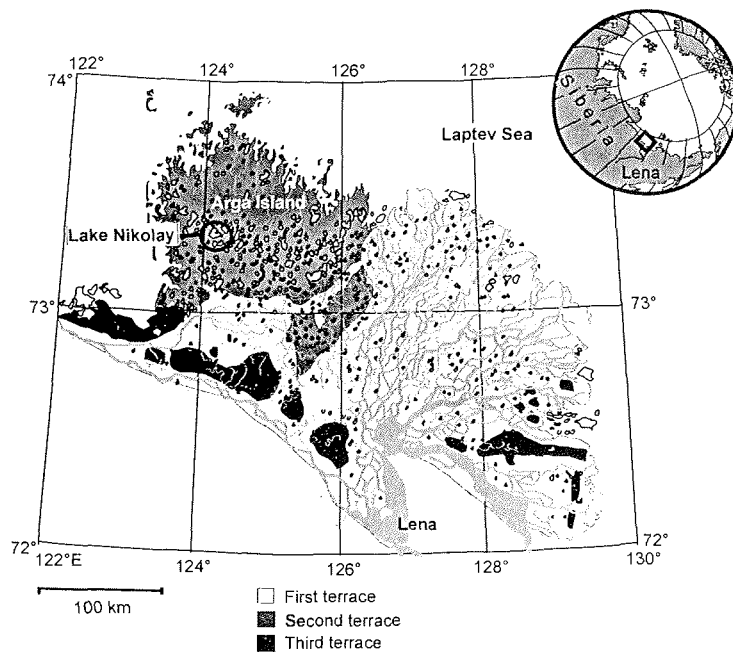 122°
124°
126°
128°
74°
Siberia
Lena
Laptev Sea
Arga Island
Lake Nikolay
73°
73°
Lena
72°
122°E
124°
126°
128°
72°
130°
100 km
First terrace
Second terrace
Third terrace